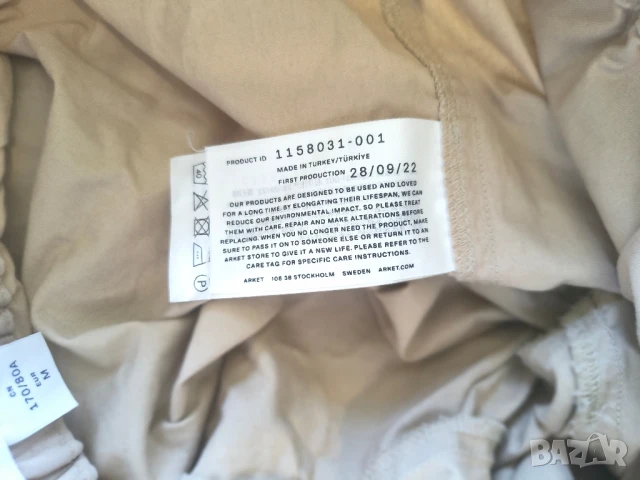 PRODUCT ID 1158031-001
MADE IN TURKEY/TÜRKİYE
FIRST PRODUCTION 28/09/22
OUR PRODUCTS ARE DESIGNED TO BE USED AND LOVED
FOR A LONG TIME. BY ELONGATING THEIR LIFESPAN, WE CAN
REDUCE OUR ENVIRONMENTAL IMPACT. SO PLEASE TREAT
WITH CARE, REPAIR AND MAKE ALTERATIONS BEFORE
REPLACING. WHEN YOU NO LONGER NEED THE PRODUCT, MAKE
SURE TO PASS IT ON TO SOMEONE ELSE OR RETURN IT TO AN
ARKET STORE TO GIVE IT A NEW LIFE. PLEASE REFER TO THE
CARE TAG FOR SPECIFIC CARE INSTRUCTIONS.
ARKET 106 38 STOCKHOLM SWEDEN ARKET.COM
40
P
EUR M
CN 170/80A
BAZAR